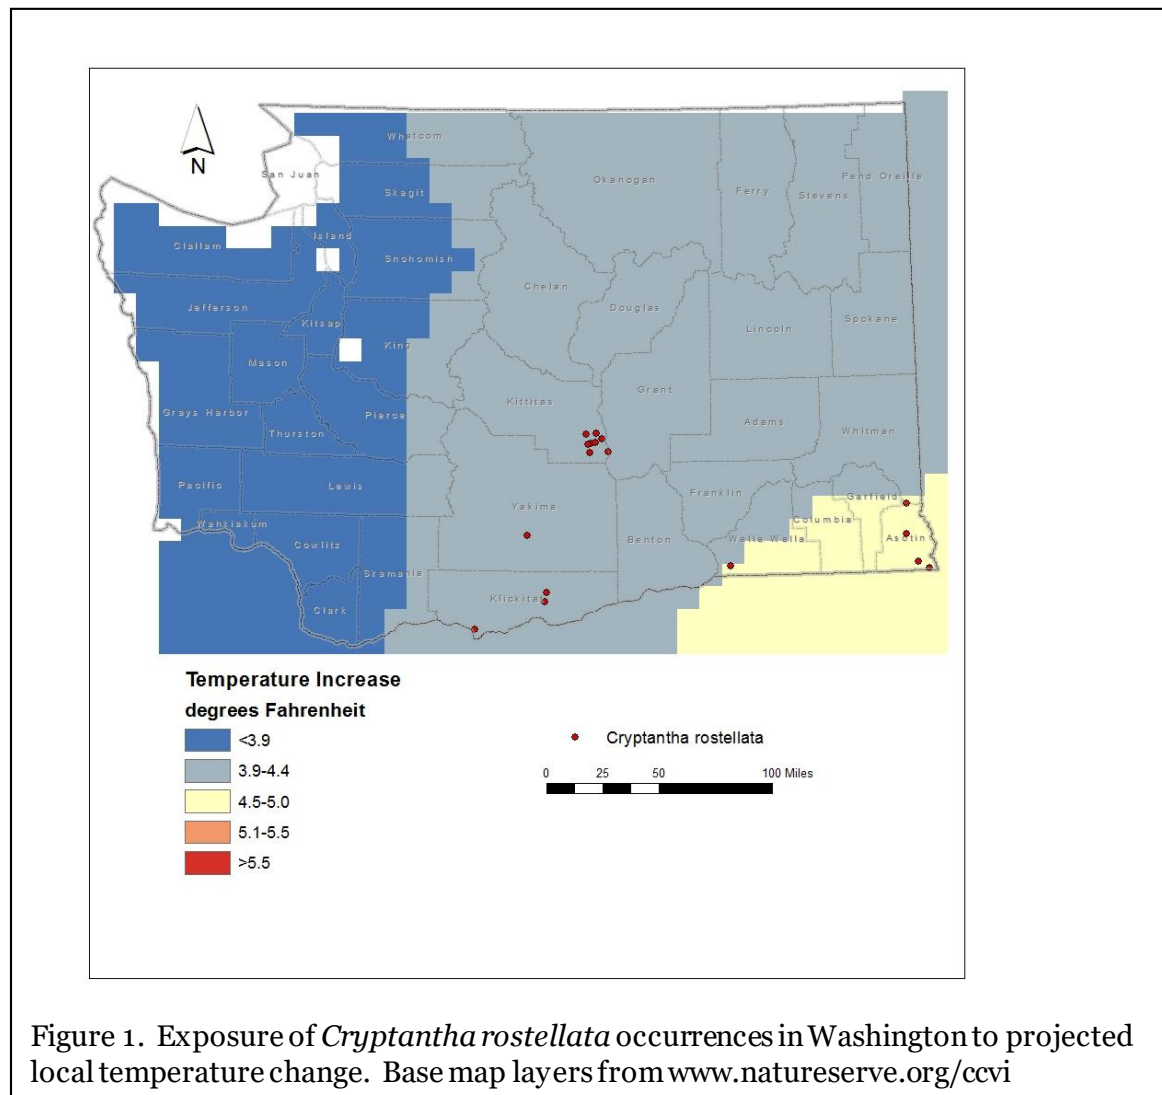 N
San Juan
Whatcom
Okanogan
Ferry
Stevens
Pend Oreille
Skagit
Island
Clallam
Snohomish
Chelan
Jefferson
Douglas
Kitsap
Lincoln
Spokane
King
Mason
Grant
Kittitas
Grays Harbor
Pierce
Adams
Whitman
Thurston
Pacific
Lewis
Franklin
Garfield
Yakima
Columbia
Wahkiakum
Benton
Walla Walla
Asotin
Cowlitz
Skamania
Klickitat
Clark
Temperature Increase
degrees Fahrenheit
<3.9
3.9-4.4
4.5-5.0
5.1-5.5
>5.5
Cryptantha rostellata
0 25 50 100 Miles
Figure 1. Exposure of Cryptantha rostellata occurrences in Washington to projected
local temperature change. Base map layers from www.natureserve.org/ccvi